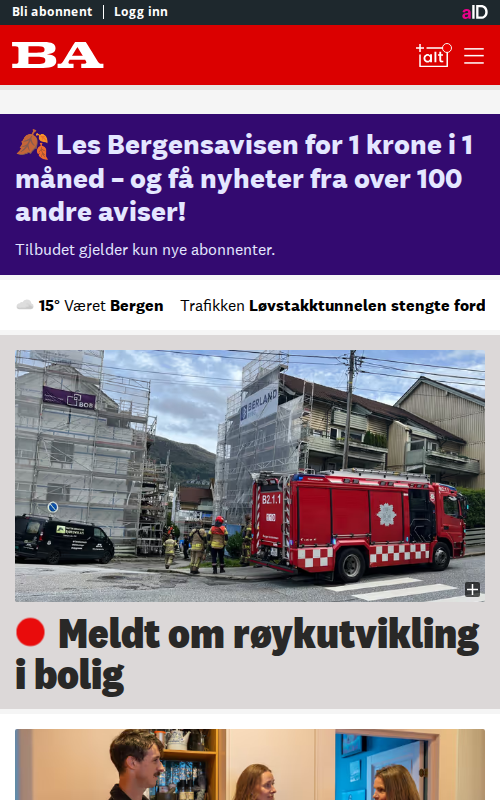 Bli abonnent | Logg inn
aID
BA
alt
Les Bergensavisen for 1 krone i 1
måned – og få nyheter fra over 100
andre aviser!
Tilbudet gjelder kun nye abonnenter.
15° Været Bergen Trafikken Løvstakktunnelen stengte ford
BOB
BERLAND
B2.1.1
Meldt om røykutvikling
i bolig